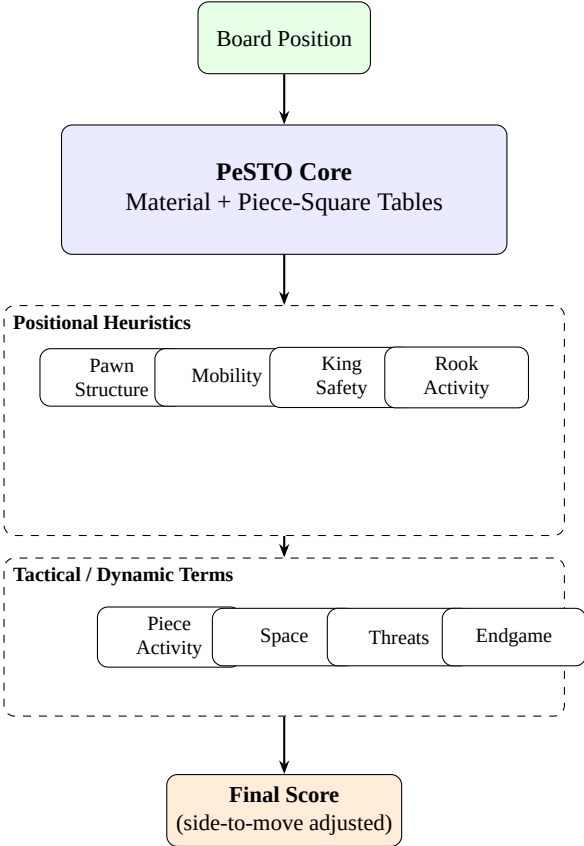 Board Position
PeSTO Core
Material + Piece-Square Tables
Positional Heuristics
Pawn
Structure
Mobility
King
Safety
Rook
Activity
Tactical / Dynamic Terms
Piece
Activity
Space
Threats
Endgame
Final Score
(side-to-move adjusted)